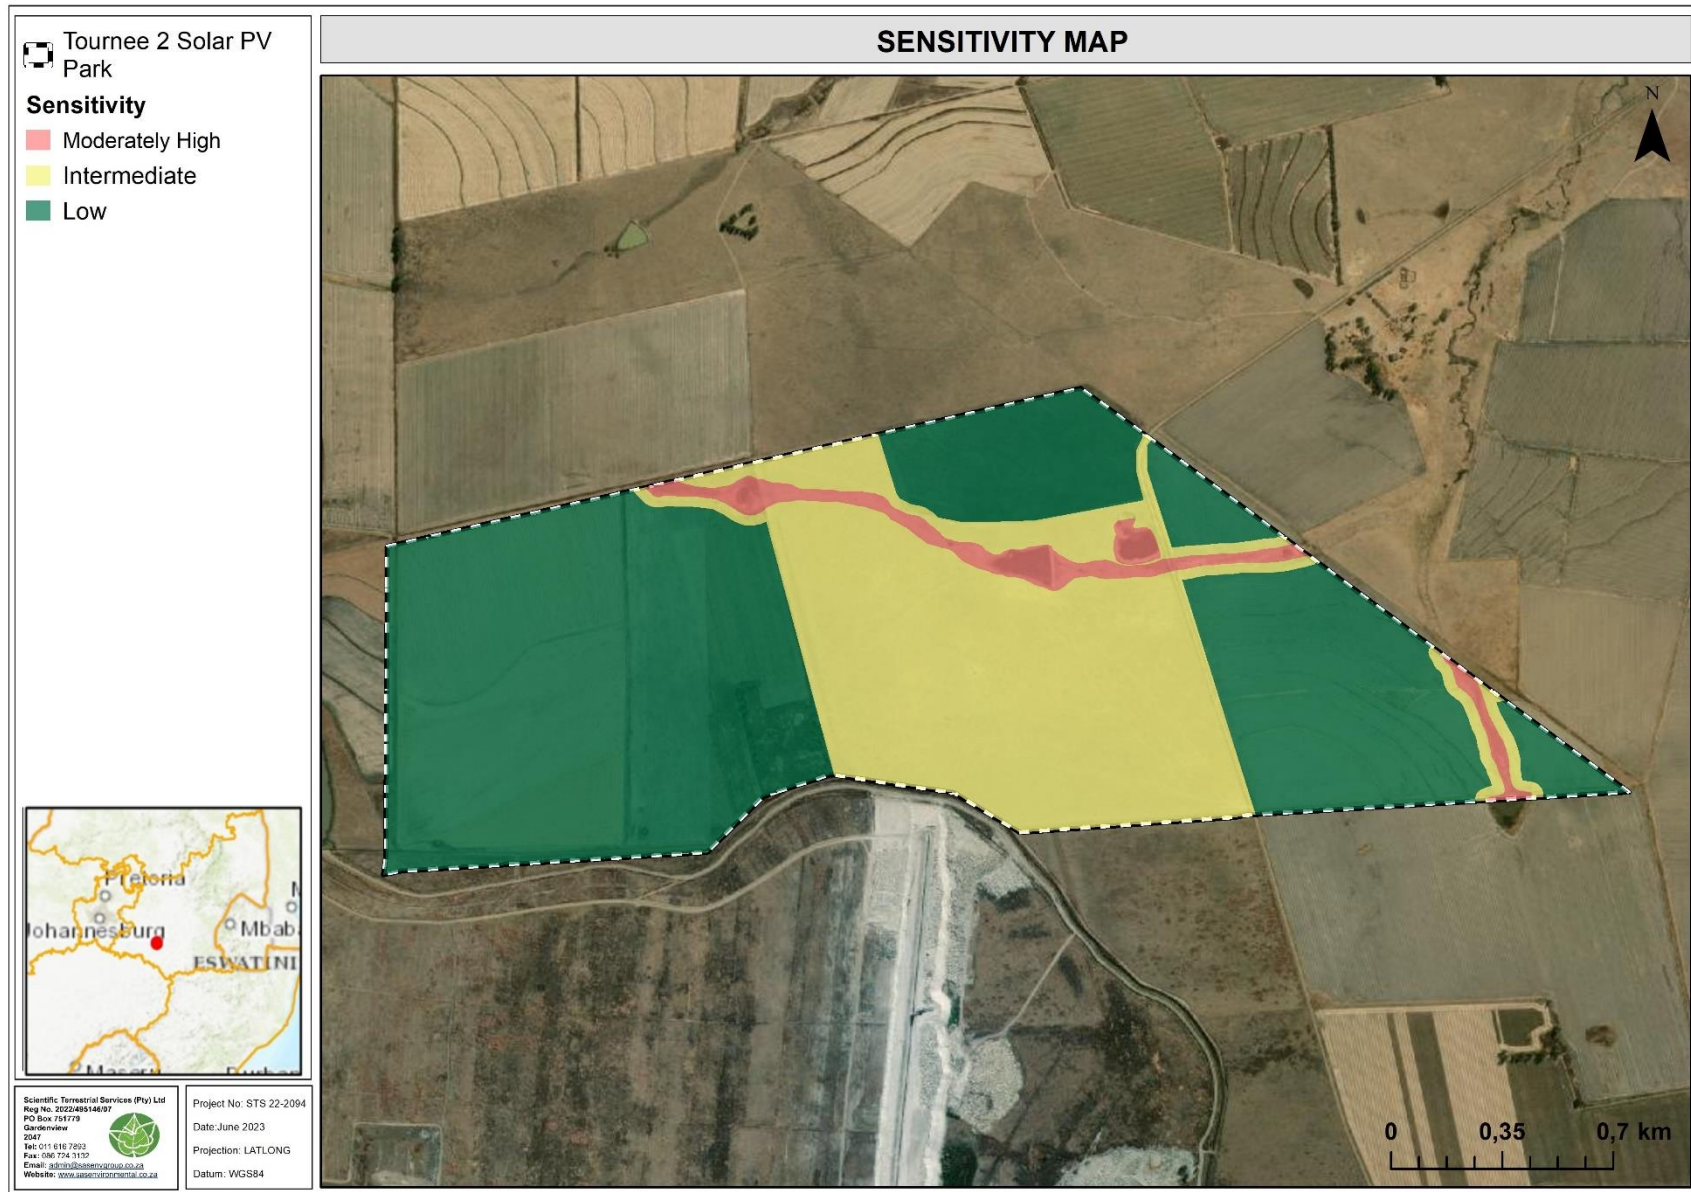 SENSITIVITY MAP
Tournee 2 Solar PV
Park
Sensitivity
Moderately High
Intermediate
Low
N
Pretoria
Johannesburg
Mbab
ESWATINI
Maseru
Durban
Scientific Terrestrial Services (Pty) Ltd
Reg No. 2022/495146/07
PO Box 751779
Gardenview
2047
Tel: 011 616 7893
Fax: 086 724 3132
Email: admin@sasenvgroup.co.za
Website: www.sasenvironmental.co.za
Project No: STS 22-2094
Date:June 2023
Projection: LATLONG
Datum: WGS84
0 0,35 0,7 km